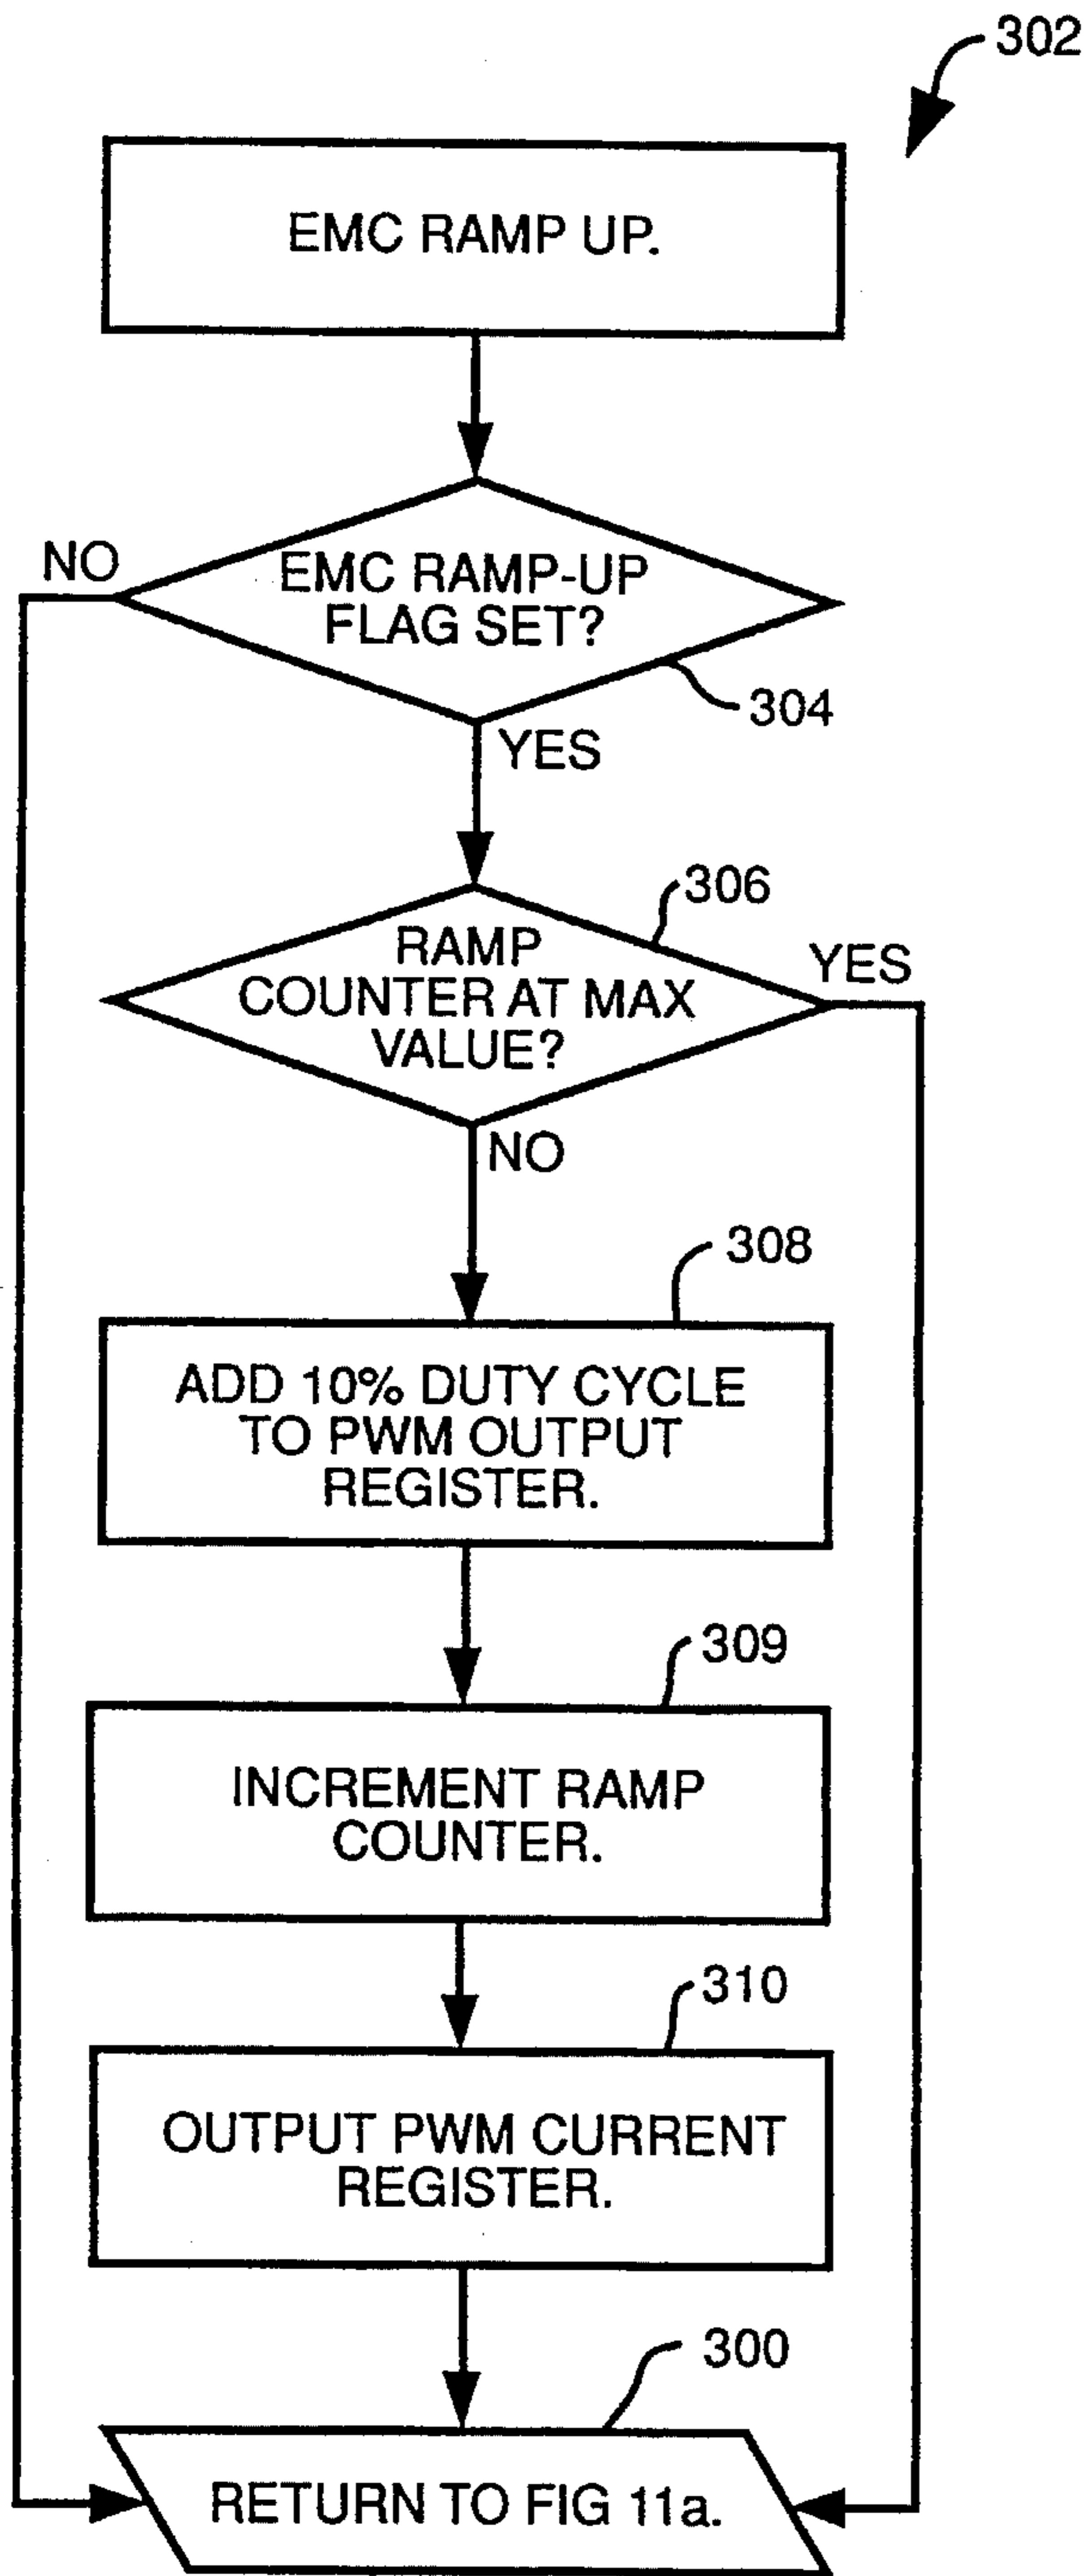 302
EMC RAMP UP.
NO
EMC RAMP-UP
FLAG SET?
304
YES
306
RAMP
COUNTER AT MAX
VALUE?
YES
NO
308
ADD 10% DUTY CYCLE
TO PWM OUTPUT
REGISTER.
309
INCREMENT RAMP
COUNTER.
310
OUTPUT PWM CURRENT
REGISTER.
300
RETURN TO FIG 11a.